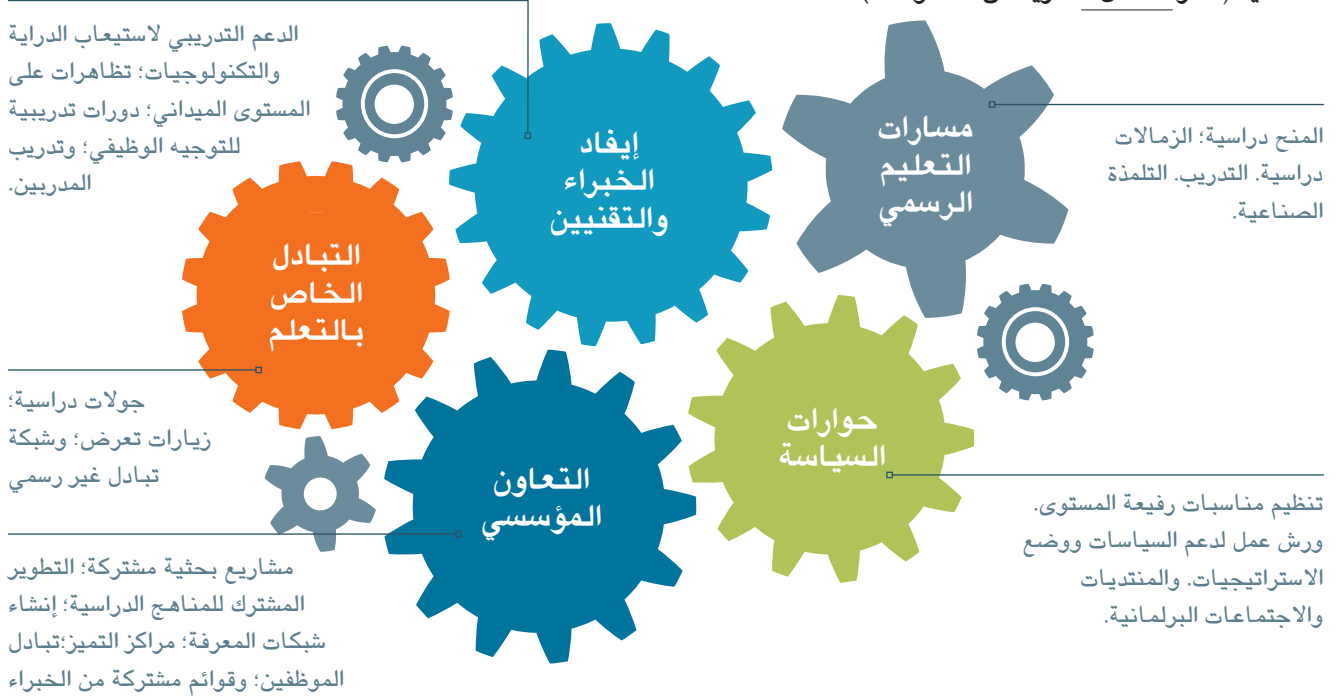 مسارات
التعليم
الرسمي
المنح دراسية؛ الزمالات
دراسية. التدريب. التلمذة
الصناعية.
إيفاد
الخبراء
والتقنيين
الدعم التدريبي لاستيعاب الدراية
والتكنولوجيات؛ تظاهرات على
المستوى الميداني؛ دورات تدريبية
للتوجيه الوظيفي؛ وتدريب
المدربين.
التبادل
الخاص
بالتعلم
جولات دراسية؛
زيارات تعرض؛ وشبكة
تبادل غير رسمي
حوارات
السياسة
تنظيم مناسبات رفيعة المستوى.
ورش عمل لدعم السياسات ووضع
الاستراتيجيات. والمنتديات
والاجتماعات البرلمانية.
التعاون
المؤسسي
مشاريع بحثية مشتركة؛ التطوير
المشترك للمناهج الدراسية؛ إنشاء
شبكات المعرفة؛ مراكز التميز؛تبادل
الموظفين؛ وقوائم مشتركة من الخبراء